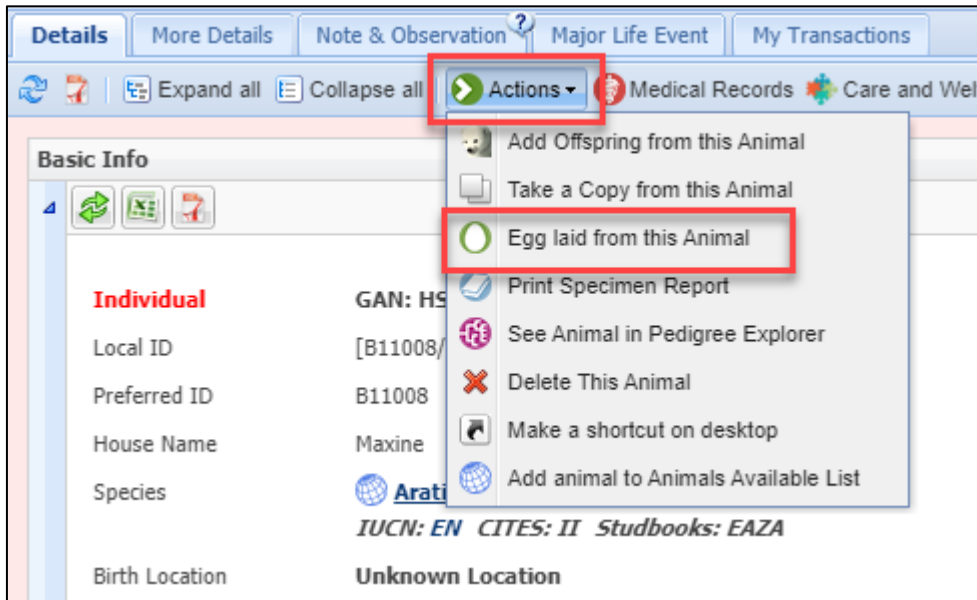 Details More Details Note & Observation ? Major Life Event My Transactions
Expand all Collapse all Actions Medical Records Care and Wel
Add Offspring from this Animal
Basic Info
Take a Copy from this Animal
Egg laid from this Animal
Individual GAN: HS
Print Specimen Report
Local ID [B11008/
See Animal in Pedigree Explorer
Preferred ID B11008
Delete This Animal
House Name Maxine
Make a shortcut on desktop
Species Arati
Add animal to Animals Available List
IUCN: EN CITES: II Studbooks: EAZA
Birth Location Unknown Location